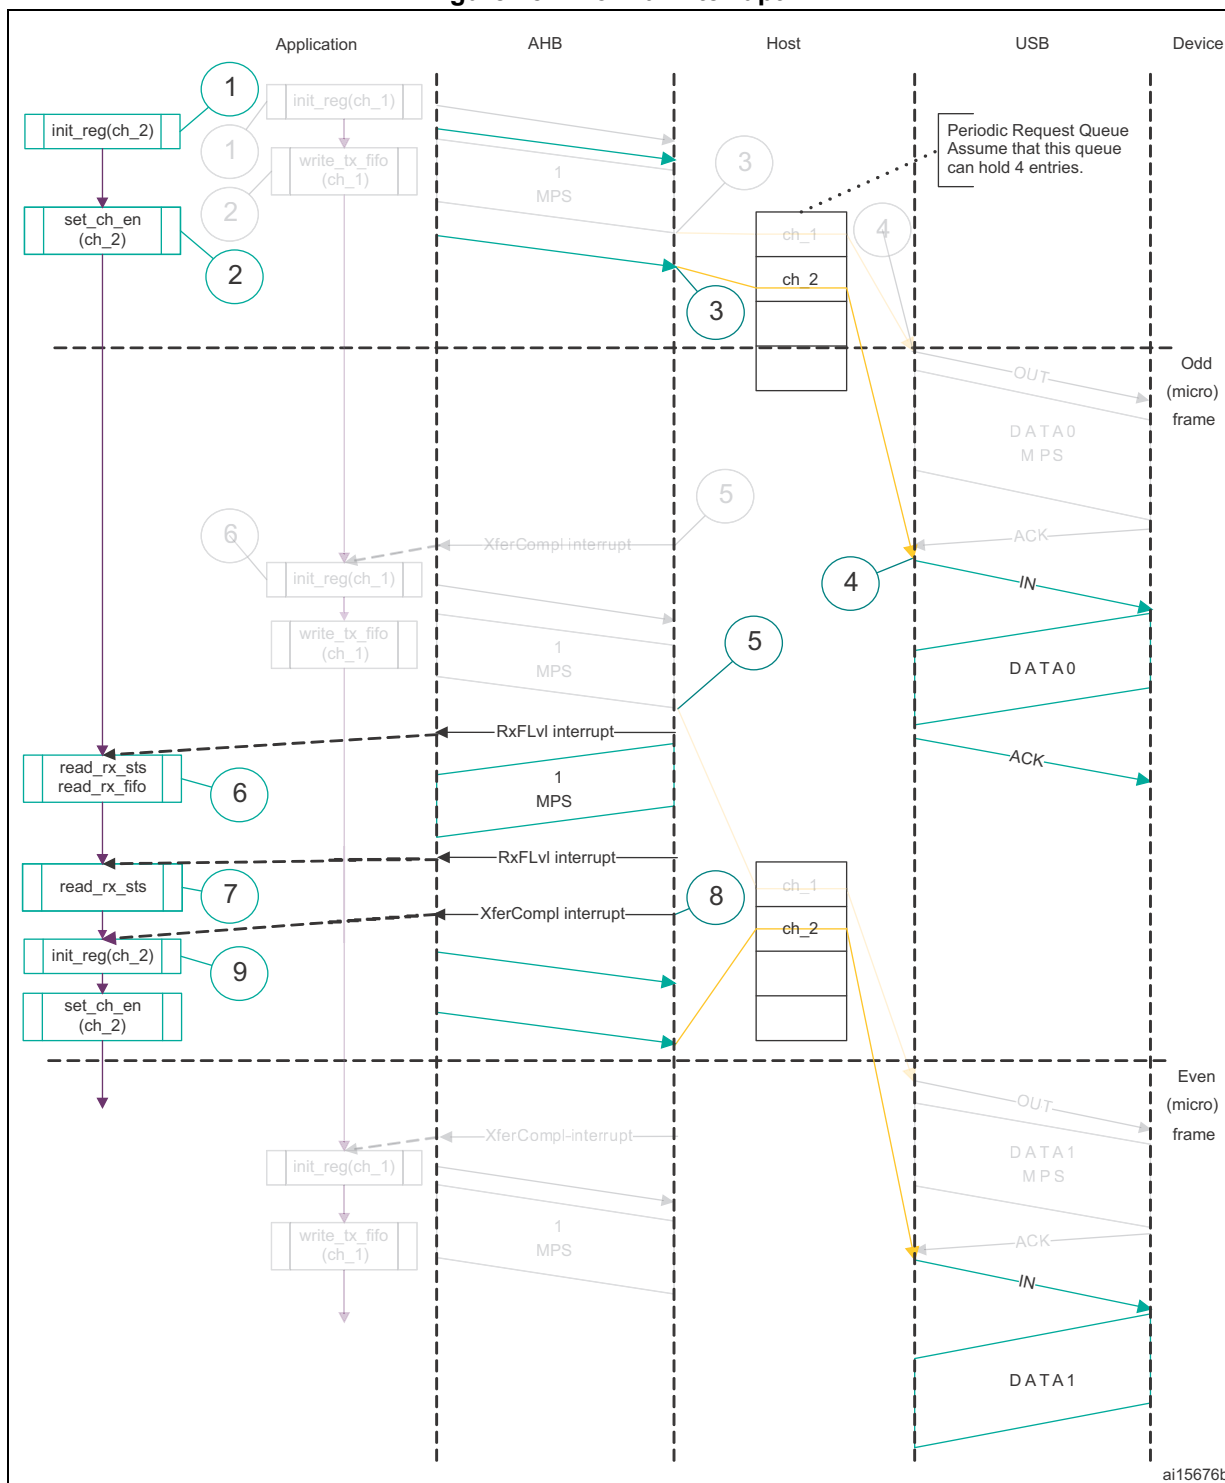 Application
AHB
Host
USB
Device
1
init_reg(ch_1)
init_reg(ch_2)
1
write_tx_fifo
(ch_1)
2
1
MPS
3
Periodic Request Queue
Assume that this queue
can hold 4 entries.
4
set_ch_en
(ch_2)
2
ch_1
ch_2
3
Odd
(micro)
frame
OUT
DATA0
MPS
ACK
5
6
XferCompl interrupt
init_reg(ch_1)
4
IN
write_tx_fifo
(ch_1)
1
MPS
5
DATA0
RxFLvl interrupt
ACK
read_rx_sts
read_rx_fifo
6
1
MPS
RxFLvl interrupt
read_rx_sts
7
8
ch_1
XferCompl interrupt
ch_2
init_reg(ch_2)
9
set_ch_en
(ch_2)
Even
(micro)
frame
OUT
XferCompl interrupt
init_reg(ch_1)
DATA1
MPS
write_tx_fifo
(ch_1)
1
MPS
ACK
IN
DATA1
ai15676b